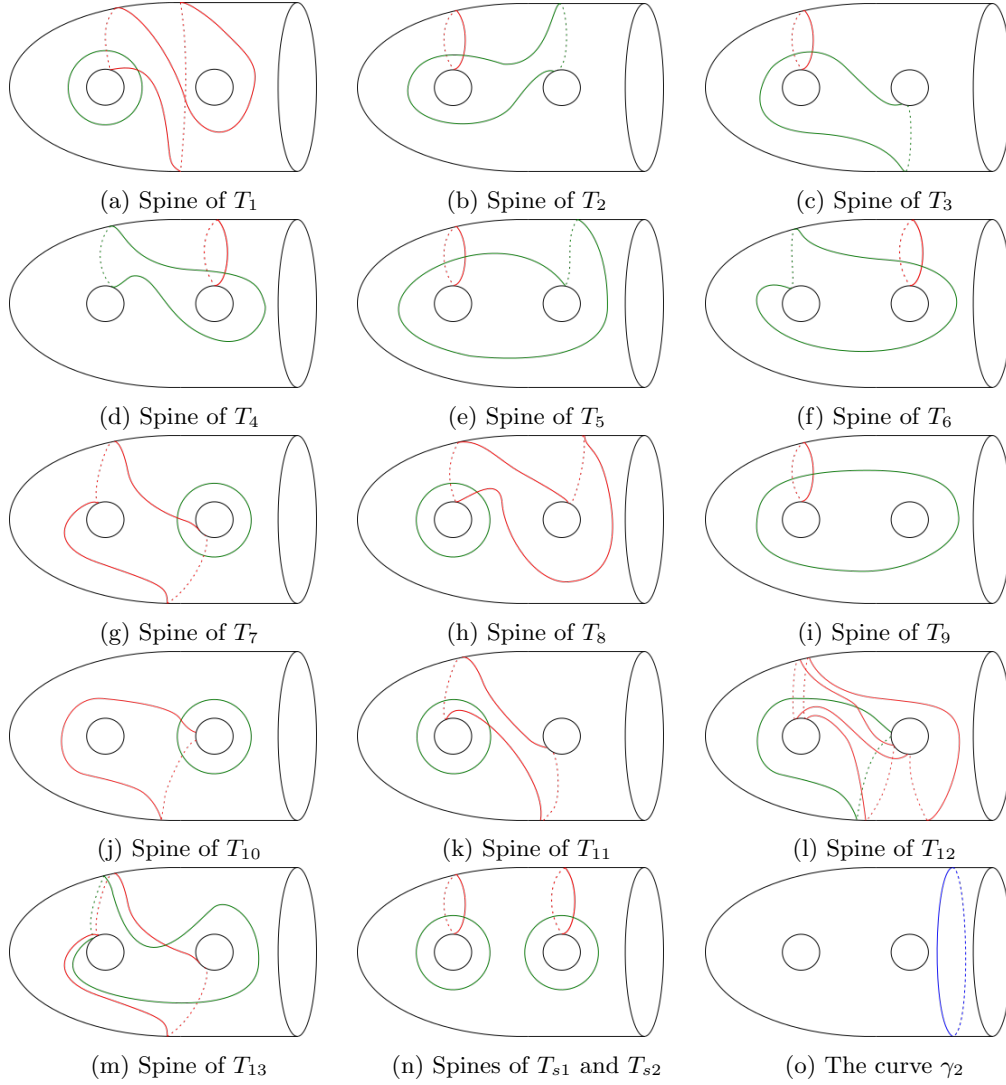 (a) Spine of T₁
(b) Spine of T₂
(c) Spine of T₃
(d) Spine of T₄
(e) Spine of T₅
(f) Spine of T₆
(g) Spine of T₇
(h) Spine of T₈
(i) Spine of T₉
(j) Spine of T₁₀
(k) Spine of T₁₁
(l) Spine of T₁₂
(m) Spine of T₁₃
(n) Spines of Tₛ₁ and Tₛ₂
(o) The curve γ₂